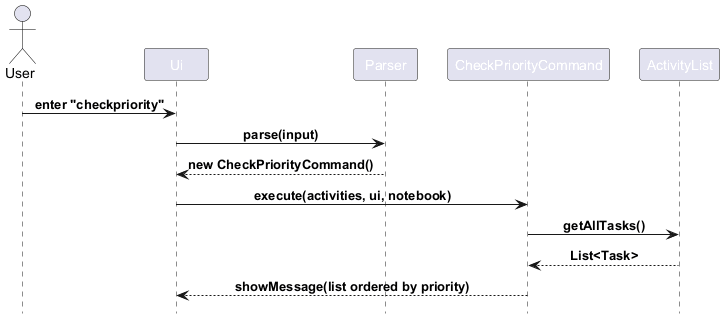 User
Ui
Parser
CheckPriorityCommand
ActivityList
enter "checkpriority"
parse(input)
new CheckPriorityCommand()
execute(activities, ui, notebook)
getAllTasks()
List<Task>
showMessage(list ordered by priority)